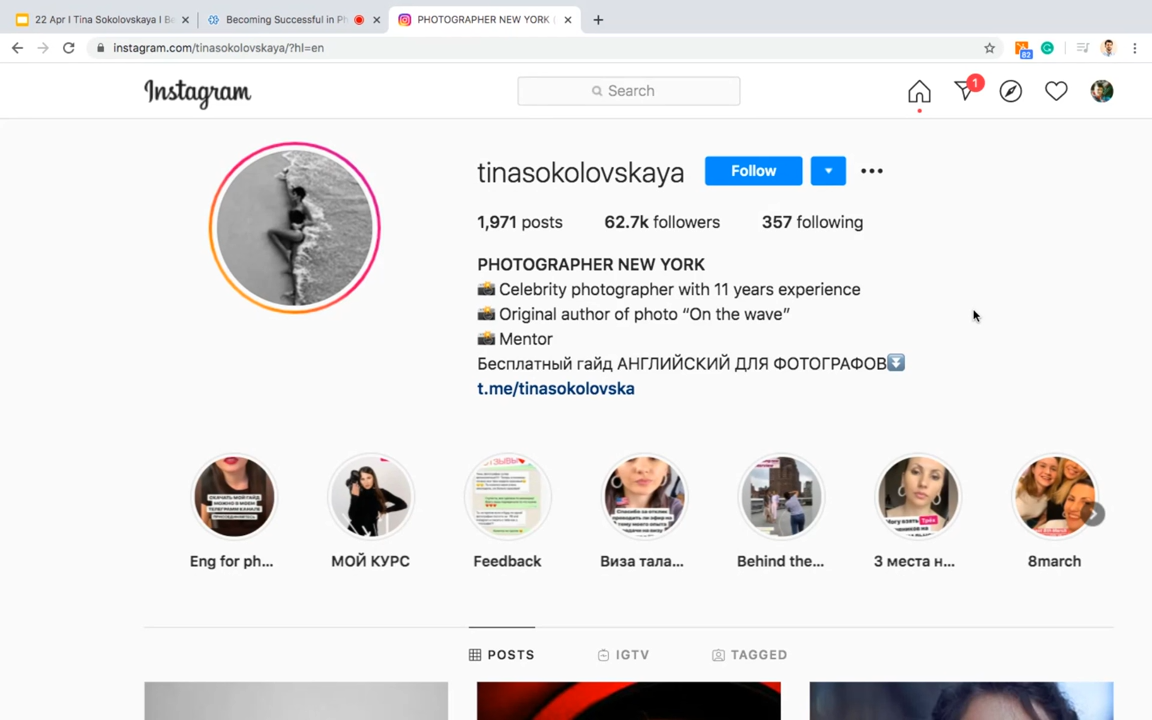 22 Apr I Tina Sokolovskaya I B
Becoming Successful in P
PHOTOGRAPHER NEW YORK
instagram.com/tinasokolovskaya/?hl=en
82
Instagram
Search
1
tinasokolovskaya
Follow
1,971 posts
62.7k followers
357 following
PHOTOGRAPHER NEW YORK
📸 Celebrity photographer with 11 years experience
📸 Original author of photo “On the wave”
📸 Mentor
Бесплатный гайд АНГЛИЙСКИЙ ДЛЯ ФОТОГРАФОВ⏬
t.me/tinasokolovska
Eng for ph...
МОЙ КУРС
Feedback
Виза тала...
Behind the...
3 места н...
8march
POSTS
IGTV
TAGGED